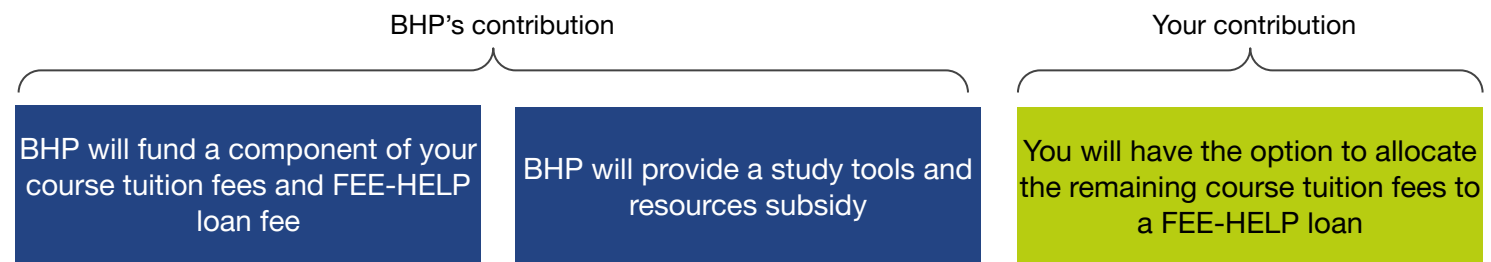 BHP's contribution
Your contribution
BHP will fund a component of your
course tuition fees and FEE-HELP
loan fee
BHP will provide a study tools and
resources subsidy
You will have the option to allocate
the remaining course tuition fees to
a FEE-HELP loan